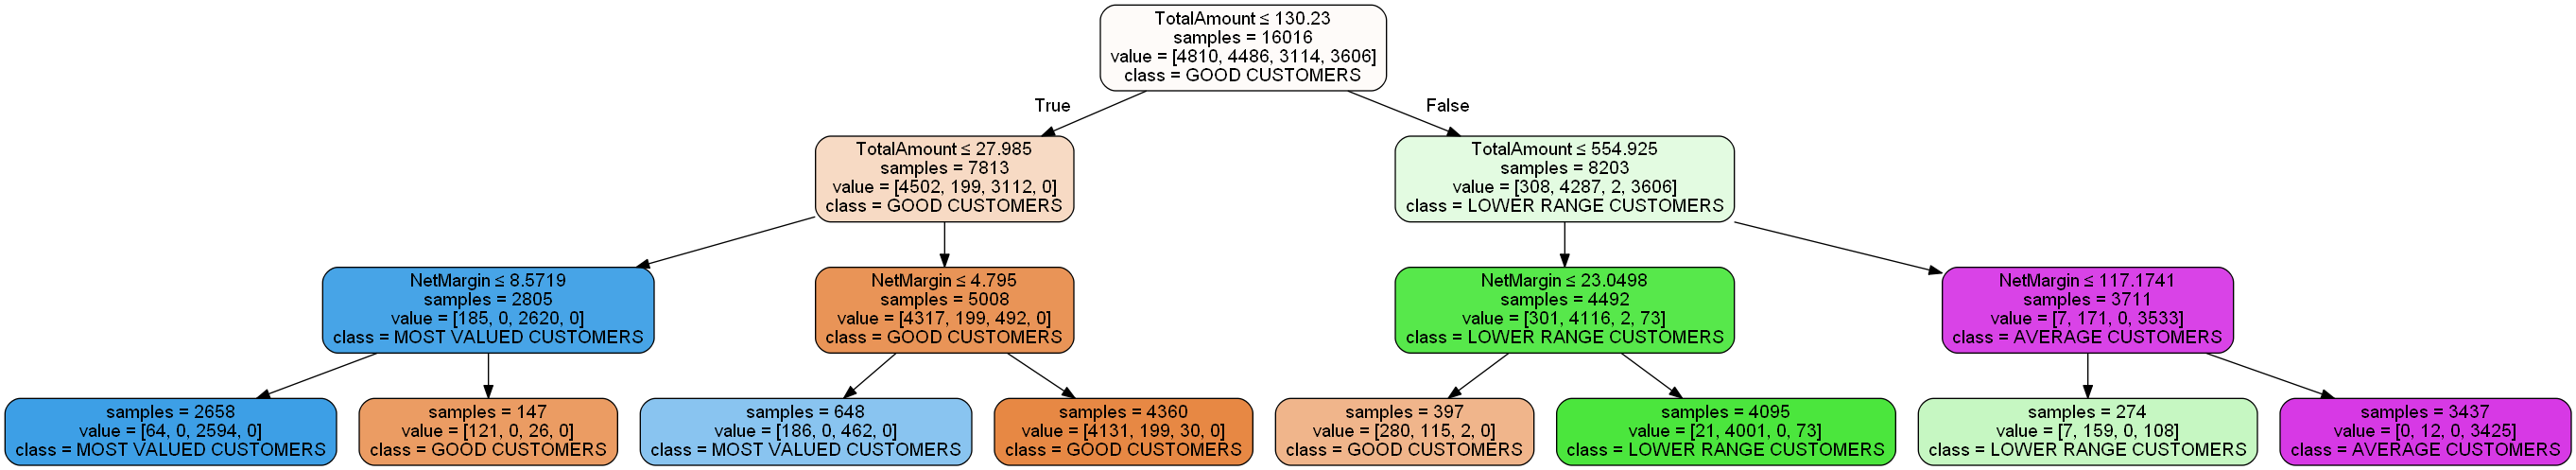 TotalAmount ≤ 130.23
samples = 16016
value = [4810, 4486, 3114, 3606]
class = GOOD CUSTOMERS
True
False
TotalAmount ≤ 27.985
samples = 7813
value = [4502, 199, 3112, 0]
class = GOOD CUSTOMERS
TotalAmount ≤ 554.925
samples = 8203
value = [308, 4287, 2, 3606]
class = LOWER RANGE CUSTOMERS
NetMargin ≤ 8.5719
samples = 2805
value = [185, 0, 2620, 0]
class = MOST VALUED CUSTOMERS
NetMargin ≤ 4.795
samples = 5008
value = [4317, 199, 492, 0]
class = GOOD CUSTOMERS
NetMargin ≤ 23.0498
samples = 4492
value = [301, 4116, 2, 73]
class = LOWER RANGE CUSTOMERS
NetMargin ≤ 117.1741
samples = 3711
value = [7, 171, 0, 3533]
class = AVERAGE CUSTOMERS
samples = 2658
value = [64, 0, 2594, 0]
class = MOST VALUED CUSTOMERS
samples = 147
value = [121, 0, 26, 0]
class = GOOD CUSTOMERS
samples = 648
value = [186, 0, 462, 0]
class = MOST VALUED CUSTOMERS
samples = 4360
value = [4131, 199, 30, 0]
class = GOOD CUSTOMERS
samples = 397
value = [280, 115, 2, 0]
class = GOOD CUSTOMERS
samples = 4095
value = [21, 4001, 0, 73]
class = LOWER RANGE CUSTOMERS
samples = 274
value = [7, 159, 0, 108]
class = LOWER RANGE CUSTOMERS
samples = 3437
value = [0, 12, 0, 3425]
class = AVERAGE CUSTOMERS